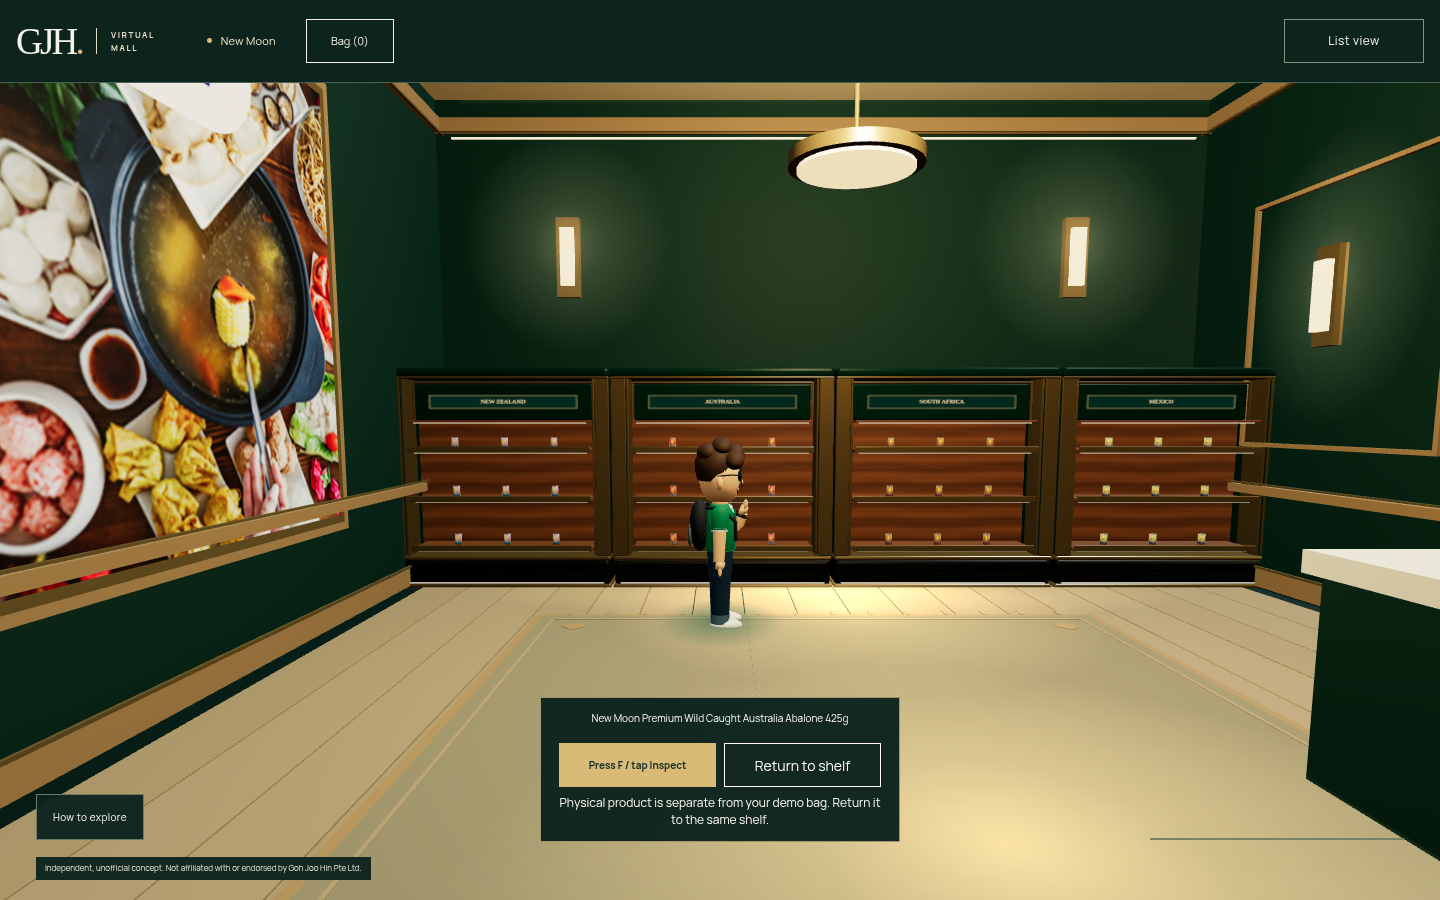 GJH.
VIRTUAL
MALL
New Moon
Bag (0)
List view
NEW ZEALAND
AUSTRALIA
SOUTH AFRICA
MEXICO
New Moon Premium Wild Caught Australia Abalone 425g
Press F / tap Inspect
Return to shelf
Physical product is separate from your demo bag. Return it
to the same shelf.
How to explore
Independent, unofficial concept. Not affiliated with or endorsed by Goh Joo Hin Pte Ltd.